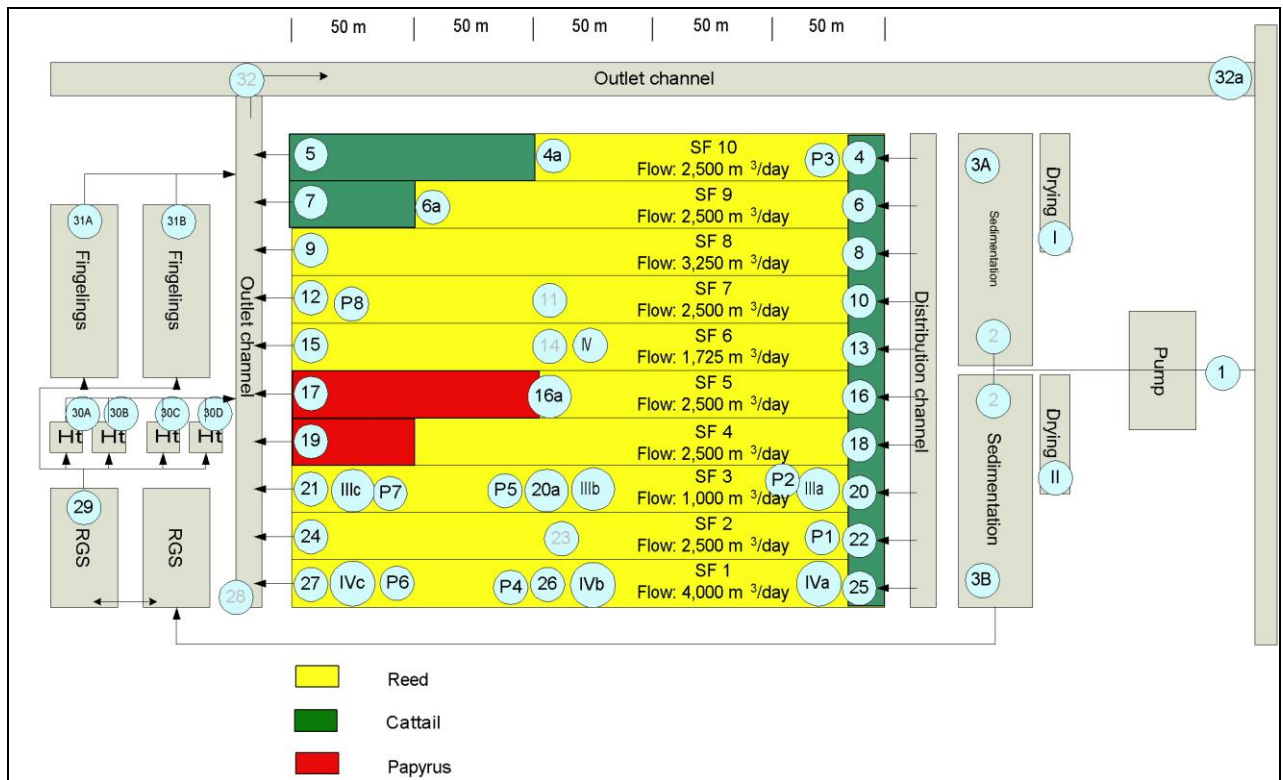 50 m 50 m 50 m 50 m 50 m
32 Outlet channel 32a
5 4a SF 10 P3 4
Flow: 2,500 m ³/day
7 6a SF 9 6
Flow: 2,500 m ³/day
9 SF 8 8
Flow: 3,250 m ³/day
12 P8 11 SF 7 10
Flow: 2,500 m ³/day
15 14 IV SF 6 13
Flow: 1,725 m ³/day
17 16a SF 5 16
Flow: 2,500 m ³/day
19 SF 4 18
Flow: 2,500 m ³/day
21 IIIc P7 P5 20a IIIb SF 3 P2 IIIa 20
Flow: 1,000 m ³/day
24 23 SF 2 P1 22
Flow: 2,500 m ³/day
27 IVc P6 P4 26 IVb SF 1 IVa 25
Flow: 4,000 m ³/day
31A 31B
Fingelings
Fingelings
30A 30B 30C 30D
Ht Ht Ht Ht
29
RGS
RGS
Outlet channel
28
Distribution channel
3A
Sedimentation
2
2
Sedimentation
3B
Drying
I
Drying
II
Pump
1
Reed
Cattail
Papyrus